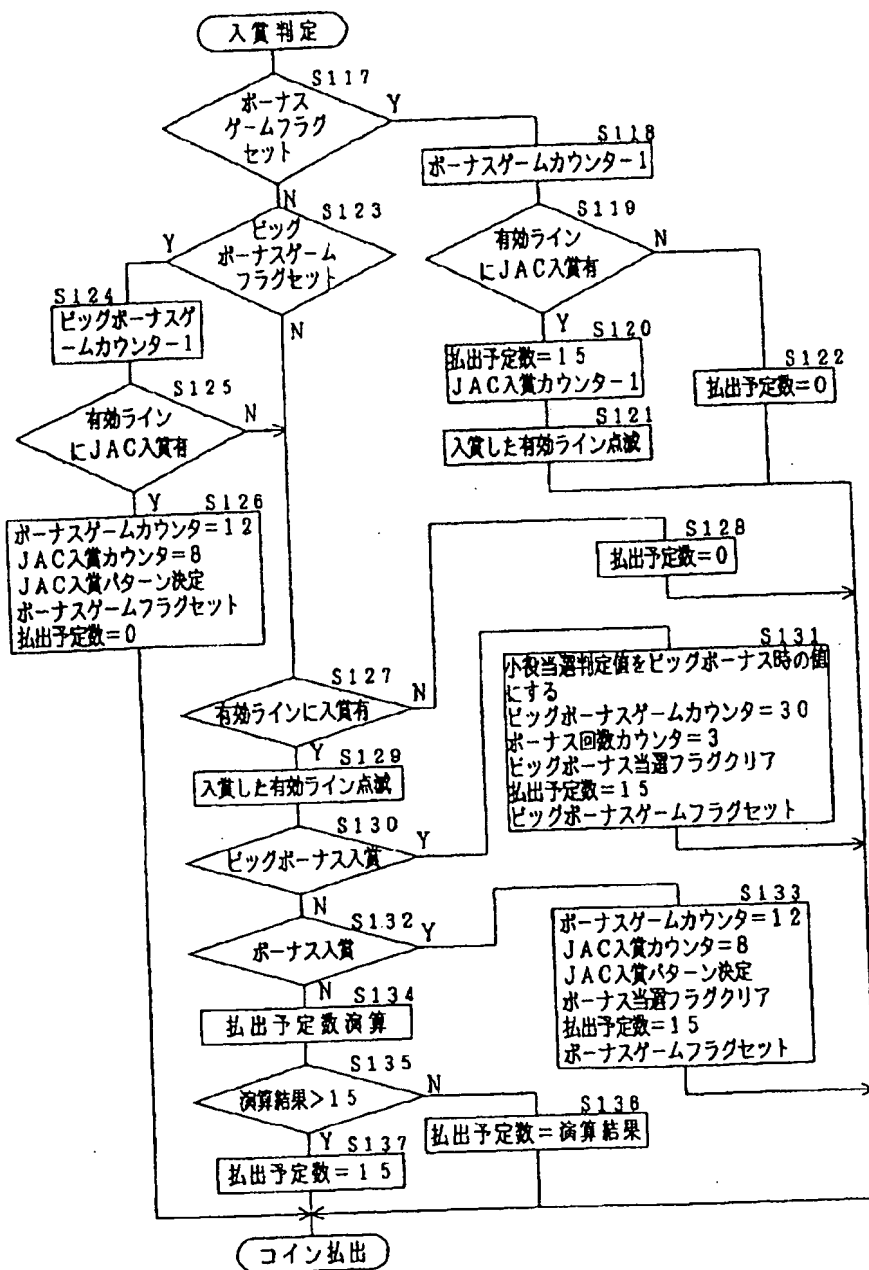 入賞判定
S117
ボーナス
ゲームフラグ
セット
Y
N
S118
ボーナスゲームカウンター1
S119
有効ライン
にJAC入賞有
N
Y
S120
払出予定数=15
JAC入賞カウンター1
S121
入賞した有効ライン点滅
S122
払出予定数=0
S123
ビッグ
ボーナスゲーム
フラグセット
Y
N
S124
ビッグボーナスゲ
ームカウンター1
S125
有効ライン
にJAC入賞有
N
Y
S126
ボーナスゲームカウンタ=12
JAC入賞カウンタ=8
JAC入賞パターン決定
ボーナスゲームフラグセット
払出予定数=0
S127
有効ラインに入賞有
N
Y
S128
払出予定数=0
S129
入賞した有効ライン点滅
S130
ビッグボーナス入賞
Y
N
S131
小役当選判定値をビッグボーナス時の値
にする
ビッグボーナスゲームカウンタ=30
ボーナス回数カウンタ=3
ビッグボーナス当選フラグクリア
払出予定数=15
ビッグボーナスゲームフラグセット
S132
ボーナス入賞
Y
N
S133
ボーナスゲームカウンタ=12
JAC入賞カウンタ=8
JAC入賞パターン決定
ボーナス当選フラグクリア
払出予定数=15
ボーナスゲームフラグセット
S134
払出予定数演算
S135
演算結果>15
N
Y
S136
払出予定数=演算結果
S137
払出予定数=15
コイン払出